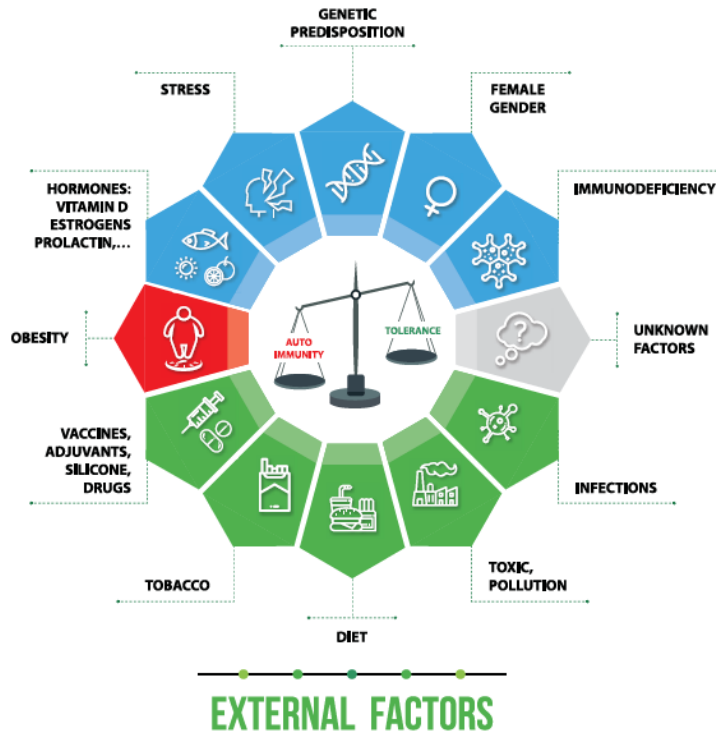 GENETIC
PREDISPOSITION
STRESS
FEMALE
GENDER
HORMONES:
VITAMIN D
ESTROGENS
PROLACTIN,...
IMMUNODEFICIENCY
OBESITY
AUTO
IMMUNITY
TOLERANCE
?
UNKNOWN
FACTORS
VACCINES,
ADJUVANTS,
SILICONE,
DRUGS
INFECTIONS
TOBACCO
TOXIC,
POLLUTION
DIET
EXTERNAL FACTORS